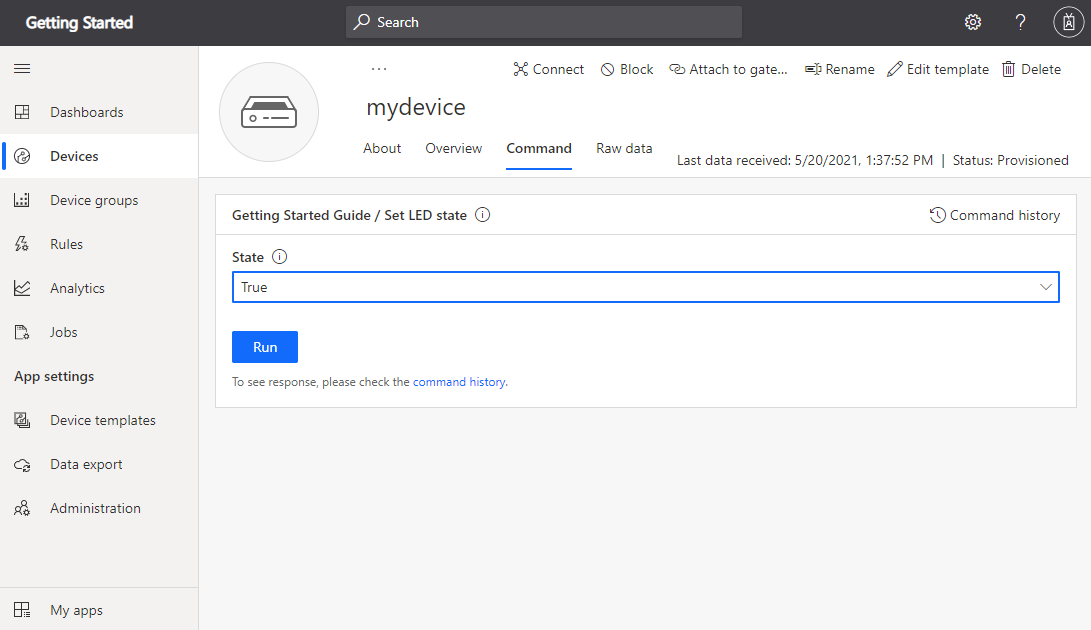 Getting Started
Search
?
Dashboards
Devices
Device groups
Rules
Analytics
Jobs
App settings
Device templates
Data export
Administration
My apps
...
Connect
Block
Attach to gate...
Rename
Edit template
Delete
mydevice
About
Overview
Command
Raw data
Last data received: 5/20/2021, 1:37:52 PM | Status: Provisioned
Getting Started Guide / Set LED state
Command history
State
True
Run
To see response, please check the command history.